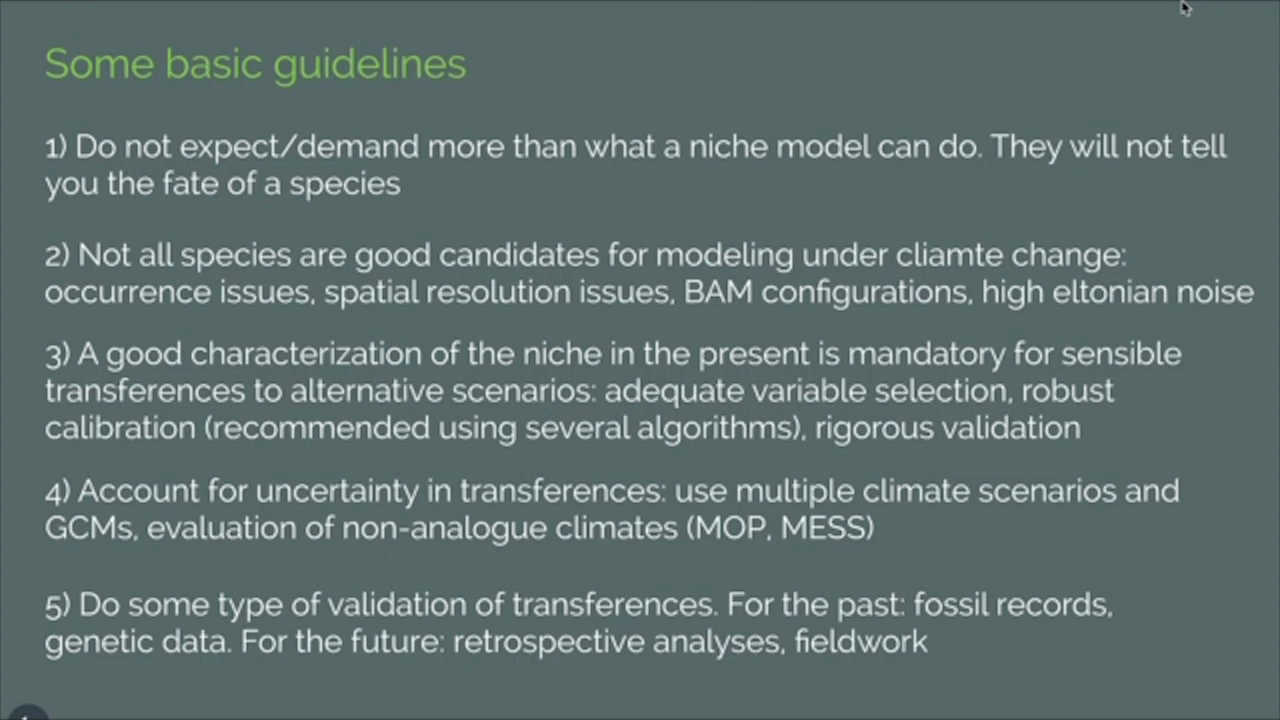 Some basic guidelines
1) Do not expect/demand more than what a niche model can do. They will not tell
you the fate of a species
2) Not all species are good candidates for modeling under cliamte change:
occurrence issues, spatial resolution issues, BAM configurations, high eltonian noise
3) A good characterization of the niche in the present is mandatory for sensible
transferences to alternative scenarios: adequate variable selection, robust
calibration (recommended using several algorithms), rigorous validation
4) Account for uncertainty in transferences: use multiple climate scenarios and
GCMs, evaluation of non-analogue climates (MOP, MESS)
5) Do some type of validation of transferences. For the past: fossil records,
genetic data. For the future: retrospective analyses, fieldwork